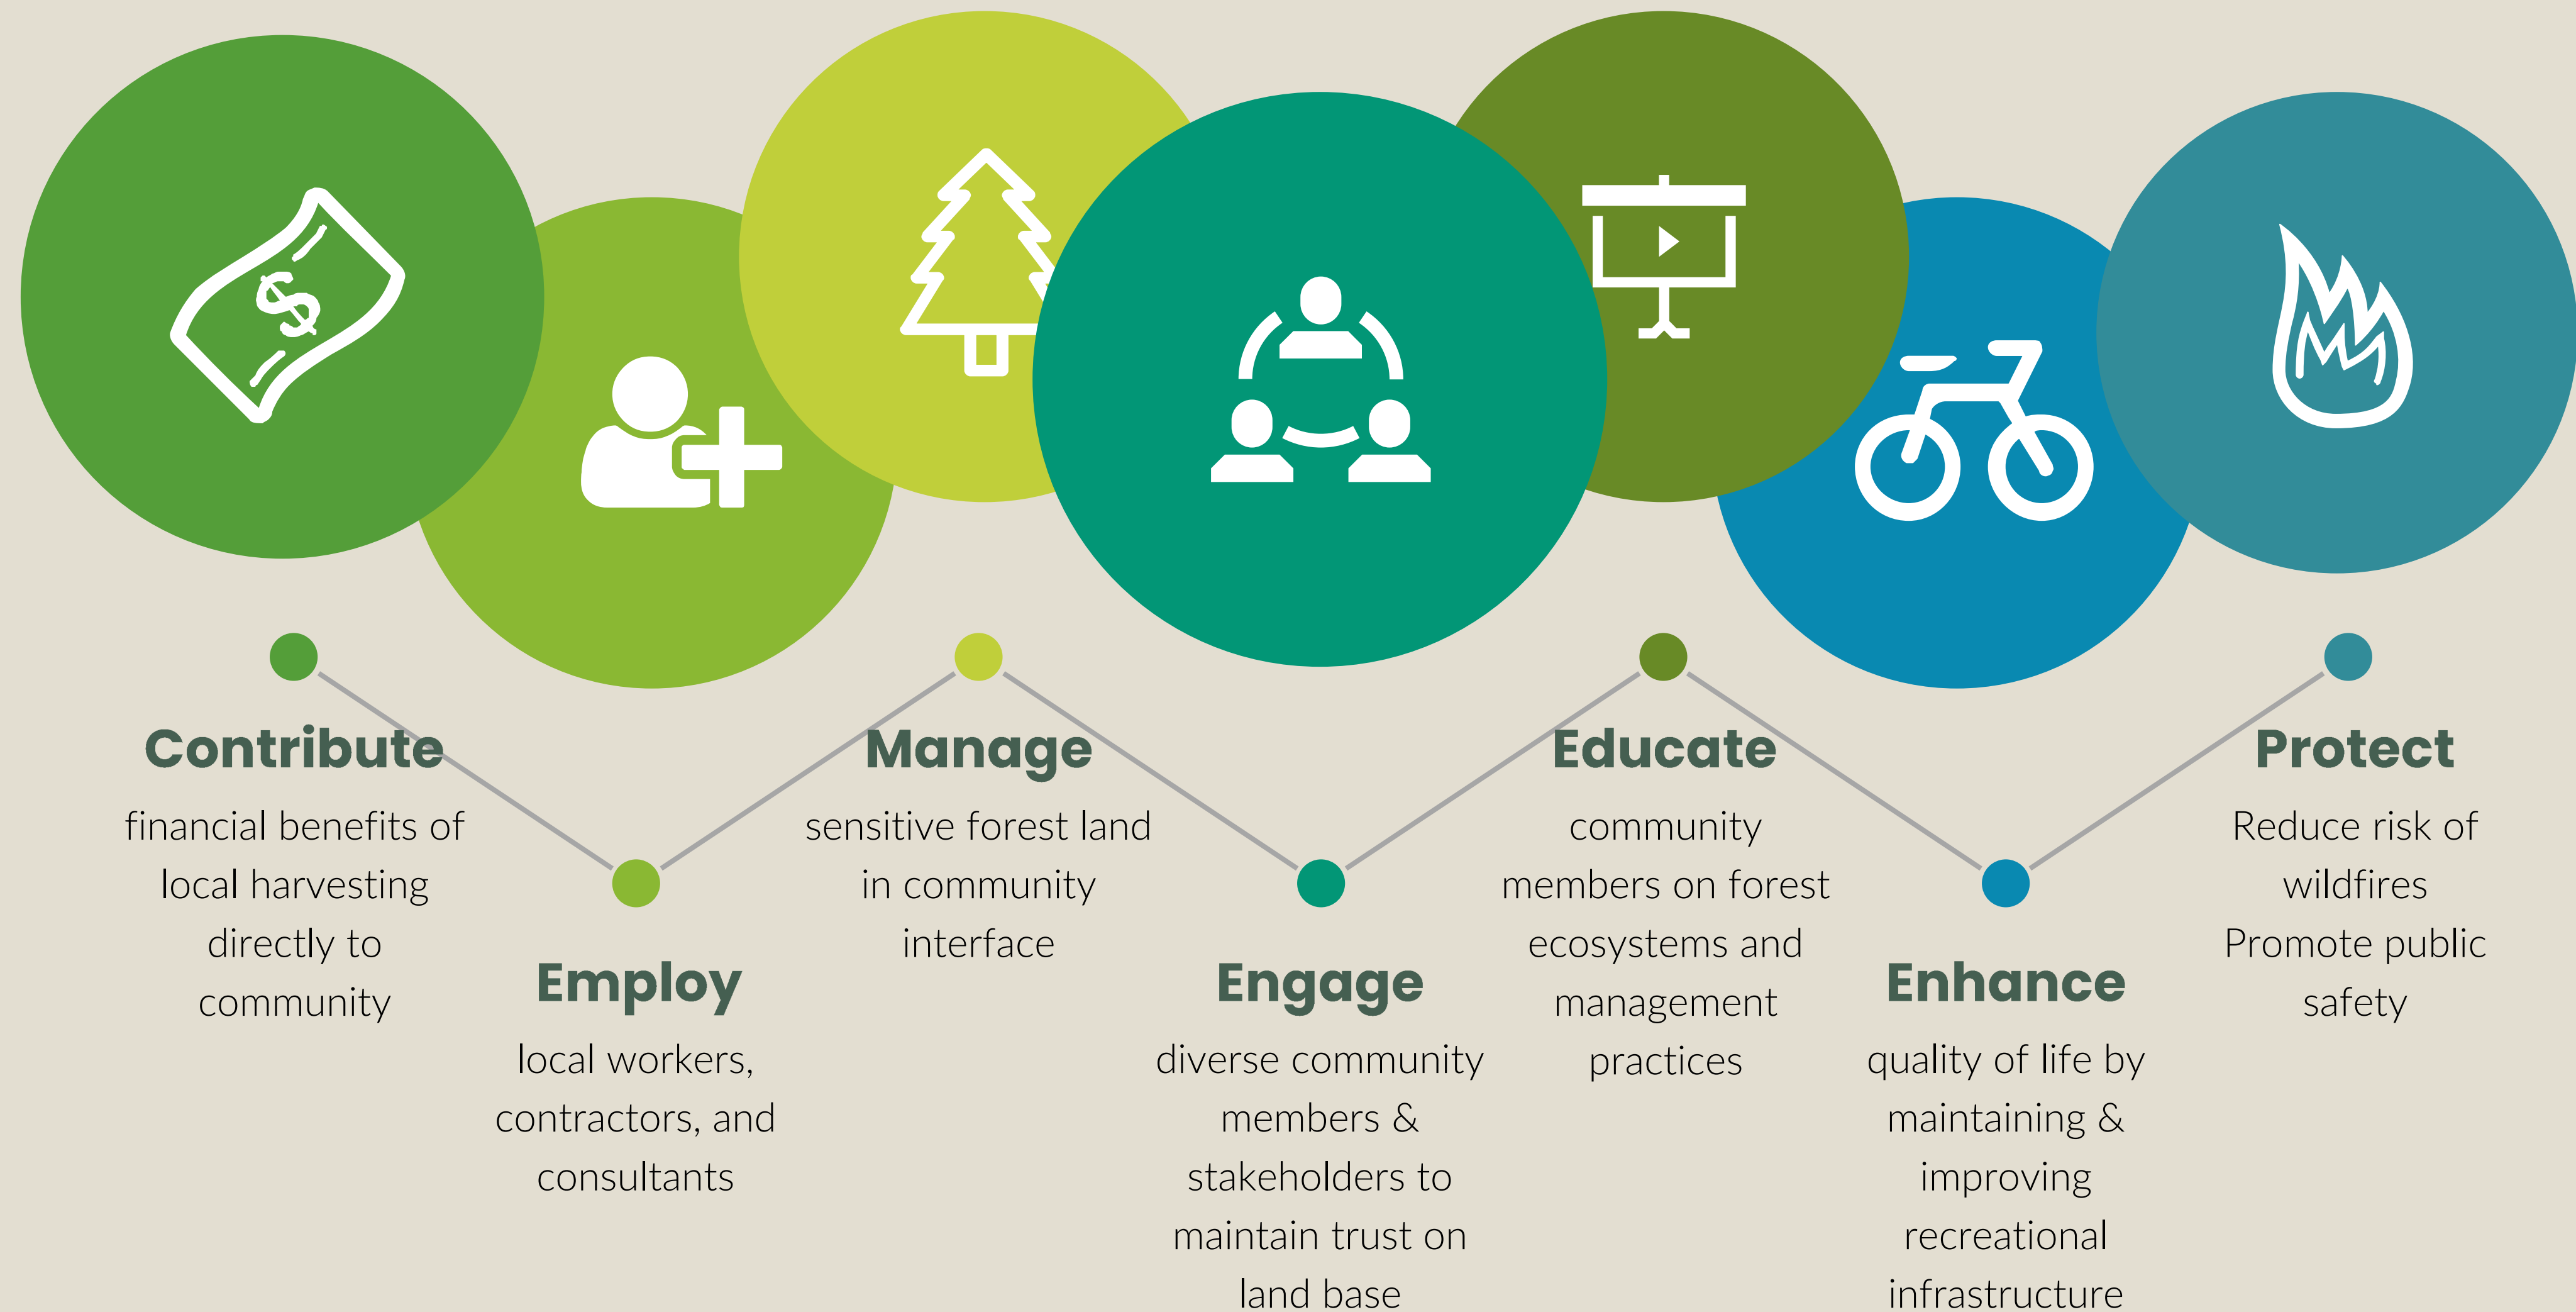 Contribute
financial benefits of
local harvesting
directly to
community
Employ
local workers,
contractors, and
consultants
Manage
sensitive forest land
in community
interface
Engage
diverse community
members &
stakeholders to
maintain trust on
land base
Educate
community
members on forest
ecosystems and
management
practices
Enhance
quality of life by
maintaining &
improving
recreational
infrastructure
Protect
Reduce risk of
wildfires
Promote public
safety
$